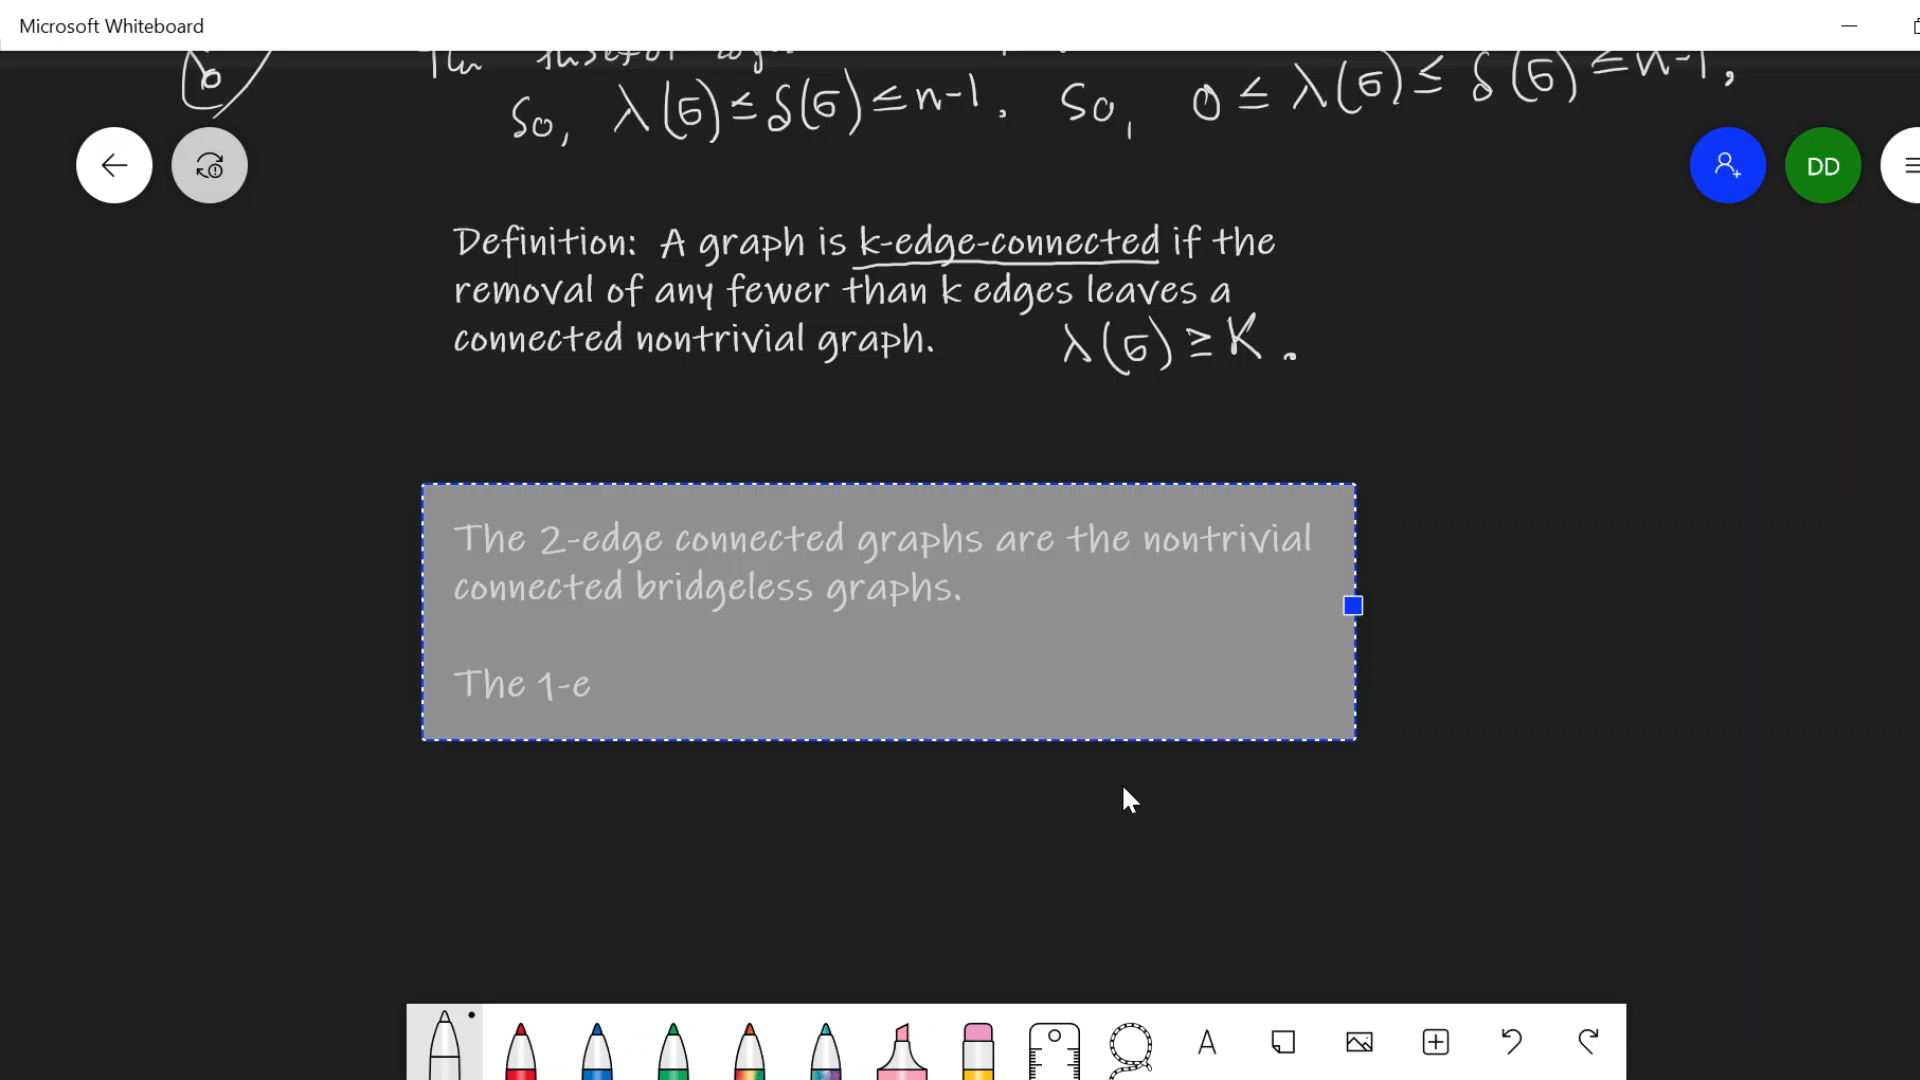 Microsoft Whiteboard
So, λ(G) ≤ δ(G) ≤ n-1. So, 0 ≤ λ(G) ≤ δ(G) ≤ n-1,
DD
Definition: A graph is k-edge-connected if the
removal of any fewer than k edges leaves a
connected nontrivial graph. λ(G) ≥ K.
The 2-edge connected graphs are the nontrivial
connected bridgeless graphs.
The 1-e